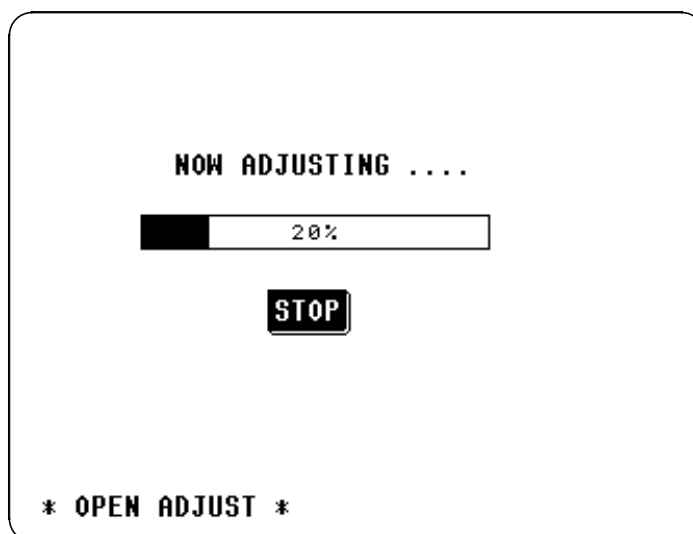 NOW ADJUSTING ....
20%
STOP
* OPEN ADJUST *